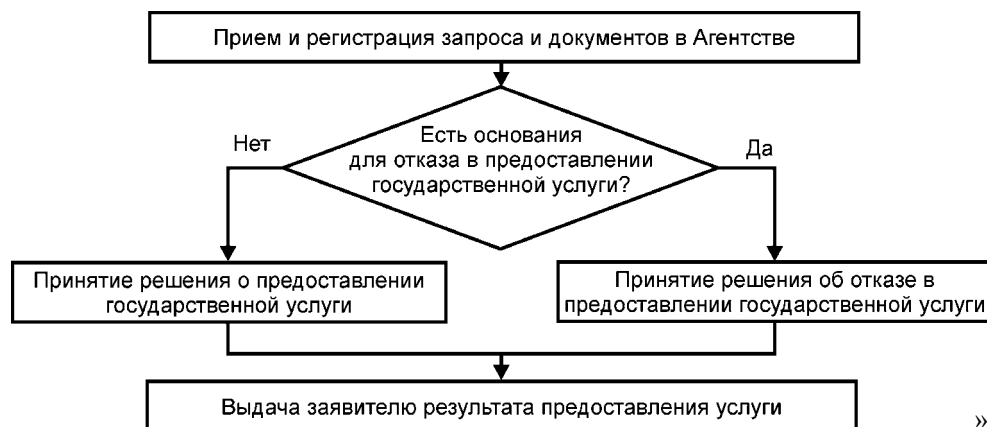 Прием и регистрация запроса и документов в Агентстве
Есть основания
для отказа в предоставлении
государственной услуги?
Нет
Да
Принятие решения о предоставлении
государственной услуги
Принятие решения об отказе в
предоставлении государственной услуги
Выдача заявителю результата предоставления услуги
»